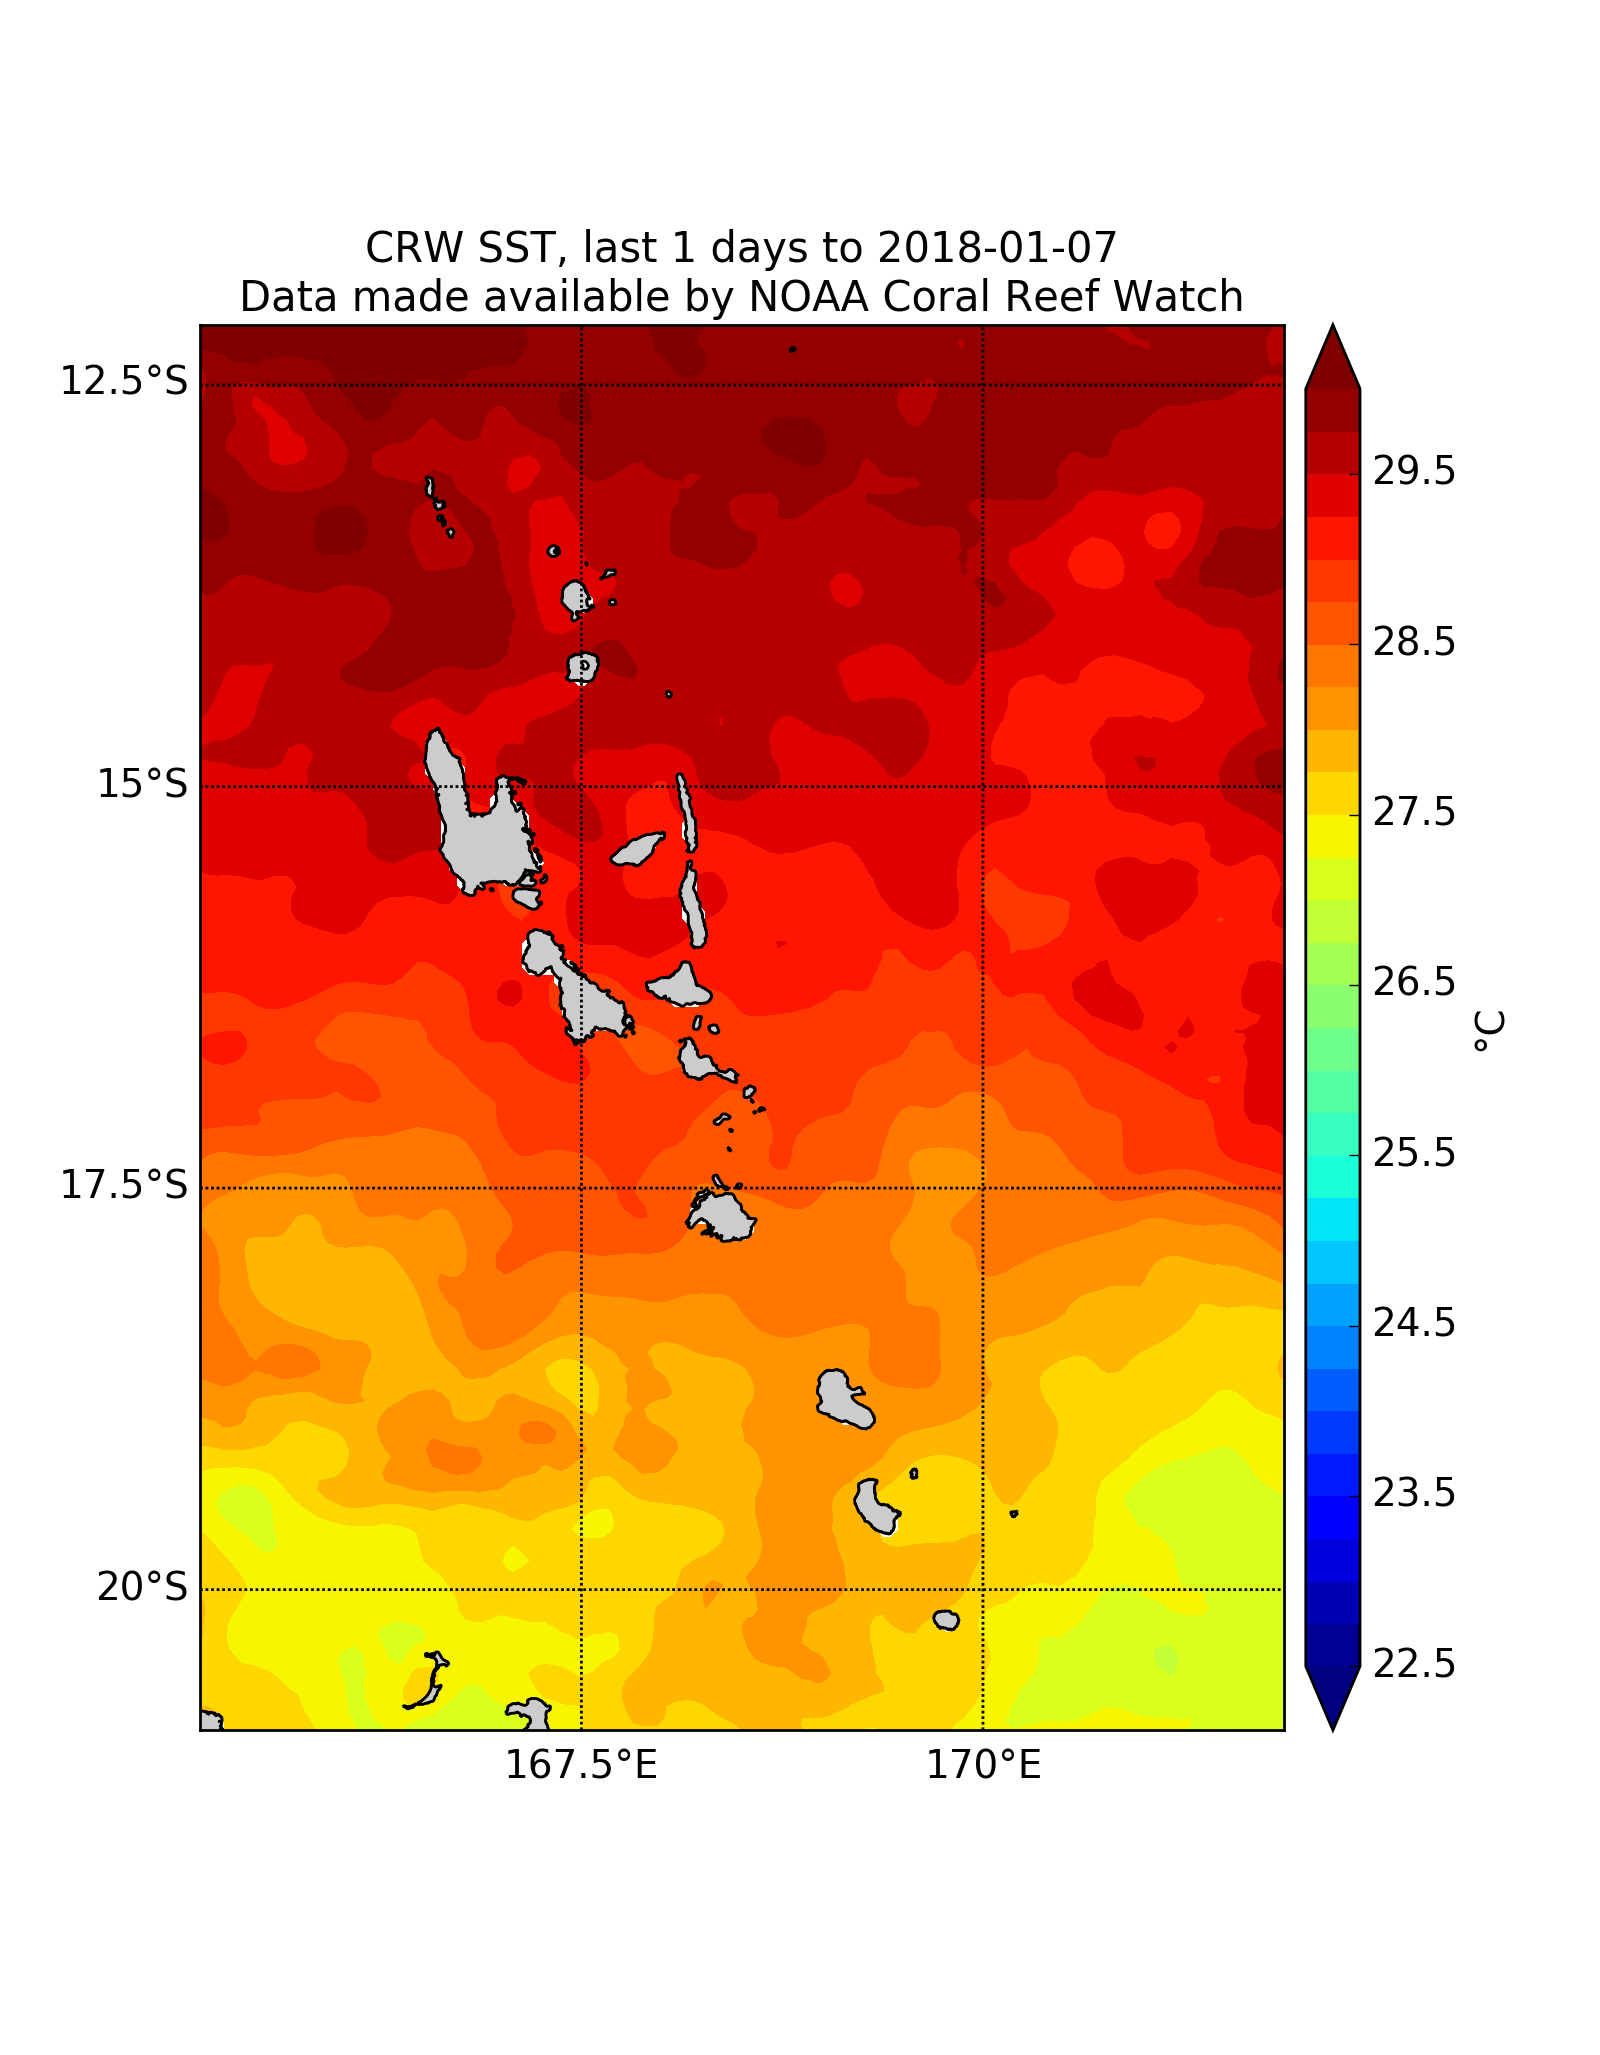 CRW SST, last 1 days to 2018-01-07
Data made available by NOAA Coral Reef Watch
12.5°S
15°S
17.5°S
20°S
167.5°E
170°E
29.5
28.5
27.5
26.5
25.5
24.5
23.5
22.5
°C